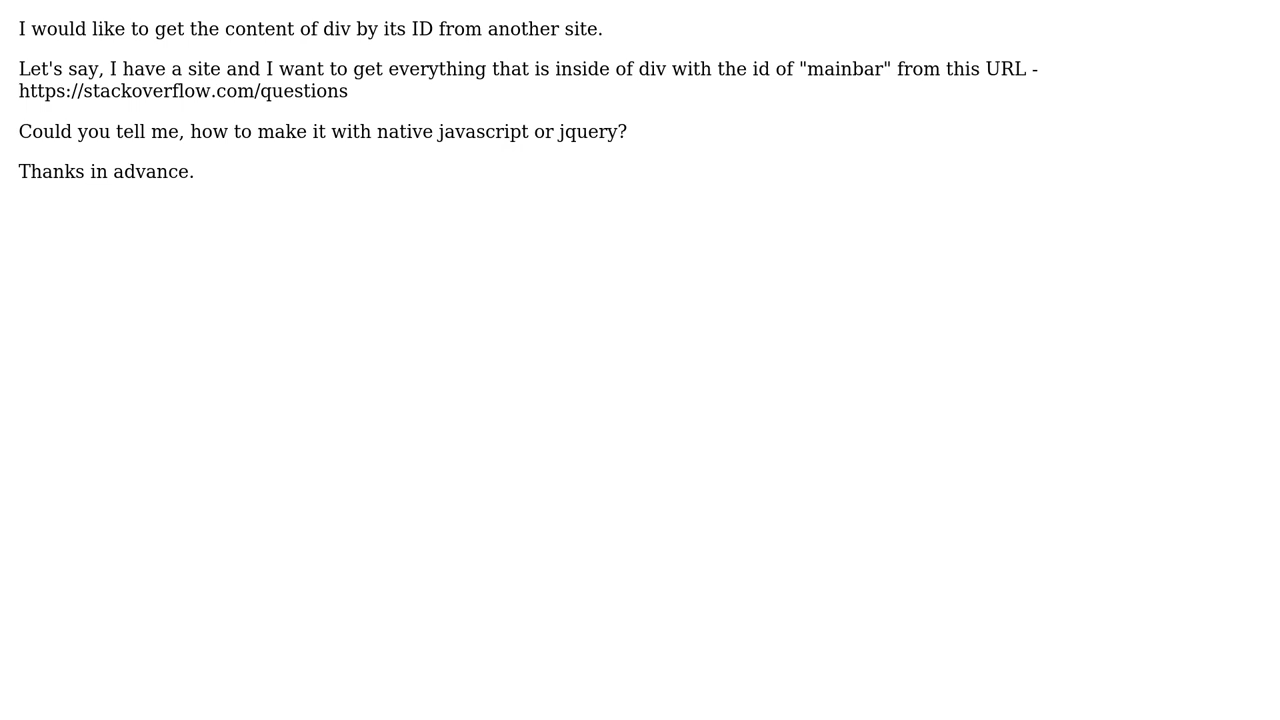 I would like to get the content of div by its ID from another site.
Let's say, I have a site and I want to get everything that is inside of div with the id of "mainbar" from this URL -
https://stackoverflow.com/questions
Could you tell me, how to make it with native javascript or jquery?
Thanks in advance.